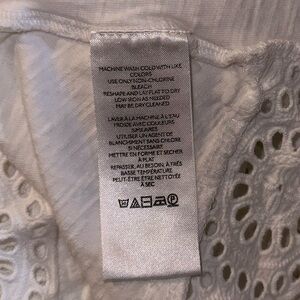 MACHINE WASH COLD WITH LIKE
COLORS
USE ONLY NON-CHLORINE
BLEACH
RESHAPE AND LAY FLAT TO DRY
LOW IRON AS NEEDED
MAY BE DRY CLEANED
LAVER À LA MACHINE À L'EAU
FROIDE AVEC COULEURS
SIMILAIRES
UTILISER UN AGENT DE
BLANCHIMENT SANS CHLORE
SI NÉCESSAIRE
METTRE EN FORME ET SÉCHER
À PLAT
REPASSER, AU BESOIN, À TRÈS
BASSE TEMPÉRATURE
PEUT-ÊTRE ÊTRE NETTOYÉ
À SEC